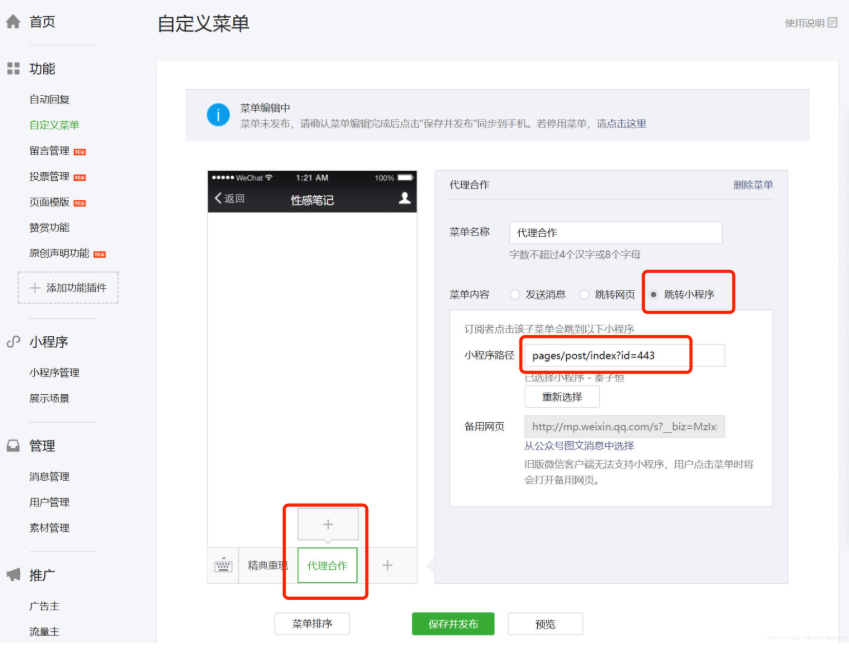 首页
自定义菜单
使用说明
功能
自动回复
自定义菜单
留言管理
投票管理
页面模版
赞赏功能
原创声明功能
+ 添加功能插件
小程序
小程序管理
展示场景
管理
消息管理
用户管理
素材管理
推广
广告主
流量主
菜单编辑中
菜单未发布，请确认菜单编辑完成后点击“保存并发布”同步到手机。若停用菜单，请点击这里
WeChat 1:21 AM 100%
返回 性感笔记
+
精典重现 代理合作 +
代理合作 删除菜单
菜单名称 代理合作
字数不超过4个汉字或8个字母
菜单内容 发送消息 跳转网页 跳转小程序
订阅者点击该子菜单会跳到以下小程序
小程序路径 pages/post/index?id=443
已选择小程序 - 秦子恒
重新选择
备用网页 http://mp.weixin.qq.com/s?__biz=MzIx
从公众号图文消息中选择
旧版微信客户端无法支持小程序，用户点击菜单时将
会打开备用网页。
菜单排序 保存并发布 预览